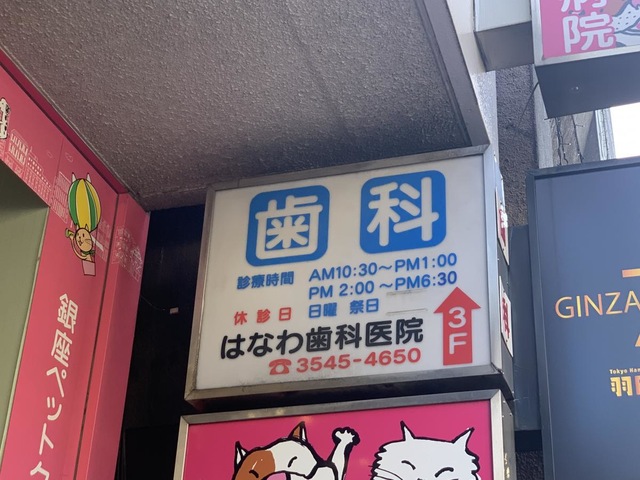 歯科
診療時間 AM10:30～PM1:00
PM 2:00 ～PM6:30
休診日 日曜 祭日
はなわ歯科医院
☎3545-4650
3F
銀座ペット
病院
GINZA